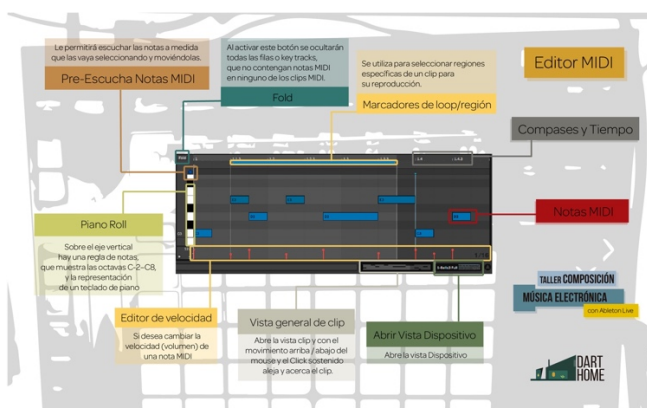 Le permitirá escuchar las notas a medida
que las vaya seleccionando y moviéndolas.
Pre-Escucha Notas MIDI
Al activar este botón se ocultarán
todas las filas o key tracks,
que no contengan notas MIDI
en ninguno de los clips MIDI.
Fold
Se utiliza para seleccionar regiones
específicas de un clip para
su reproducción.
Marcadores de loop/región
Editor MIDI
Compases y Tiempo
Notas MIDI
Piano Roll
Sobre el eje vertical
hay una regla de notas,
que muestra las octavas C-2–C8,
y la representación
de un teclado de piano
Editor de velocidad
Si desea cambiar la
velocidad (volumen) de
una nota MIDI
Vista general de clip
Abre la vista clip y con el
movimiento arriba / abajo del
mouse y el Click sostenido
aleja y acerca el clip.
Abrir Vista Dispositivo
Abre la vista Dispositivo
TALLER COMPOSICIÓN
MÚSICA ELECTRÓNICA
con Ableton Live
DART
HOME